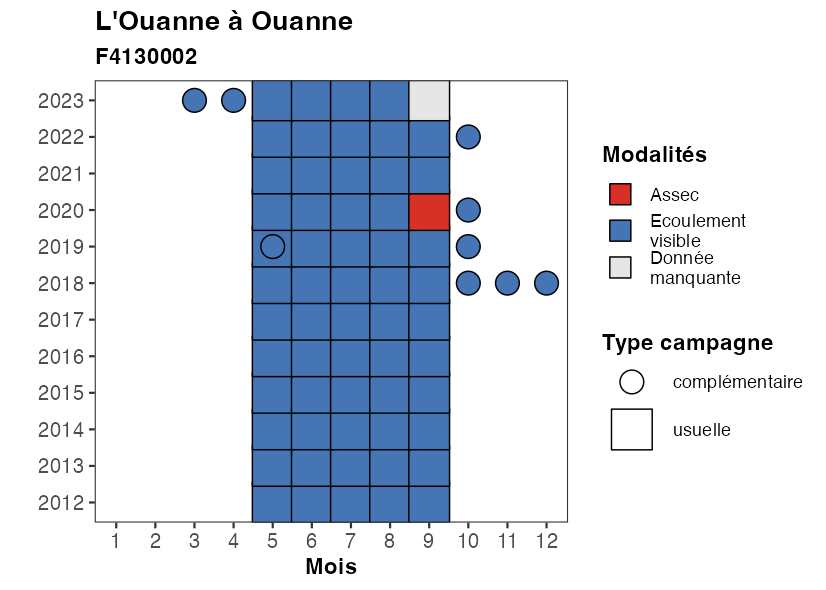 L'Ouanne à Ouanne
F4130002
2023
2022
2021
2020
2019
2018
2017
2016
2015
2014
2013
2012
1 2 3 4 5 6 7 8 9 10 11 12
Mois
Modalités
Assec
Ecoulement
visible
Donnée
manquante
Type campagne
complémentaire
usuelle